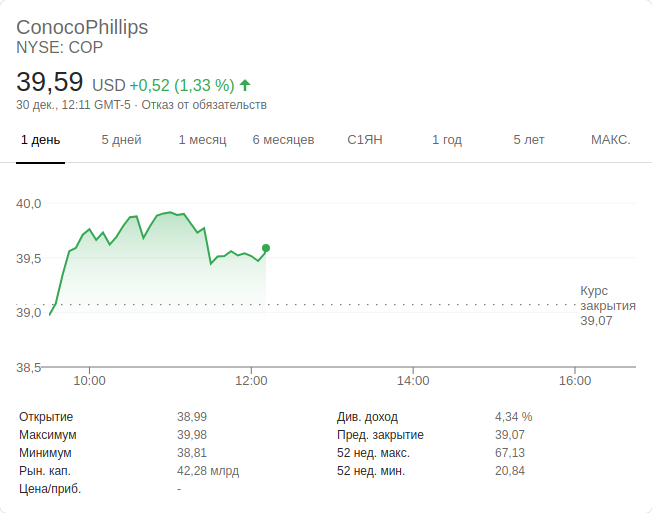 ConocoPhillips
NYSE: COP
39,59 USD +0,52 (1,33 %)
30 дек., 12:11 GMT-5 · Отказ от обязательств
1 день 5 дней 1 месяц 6 месяцев С1ЯН 1 год 5 лет МАКС.
40,0
39,5
39,0
38,5
Курс
закрытия
39,07
10:00 12:00 14:00 16:00
Открытие 38,99 Див. доход 4,34 %
Максимум 39,98 Пред. закрытие 39,07
Минимум 38,81 52 нед. макс. 67,13
Рын. кап. 42,28 млрд 52 нед. мин. 20,84
Цена/приб. -